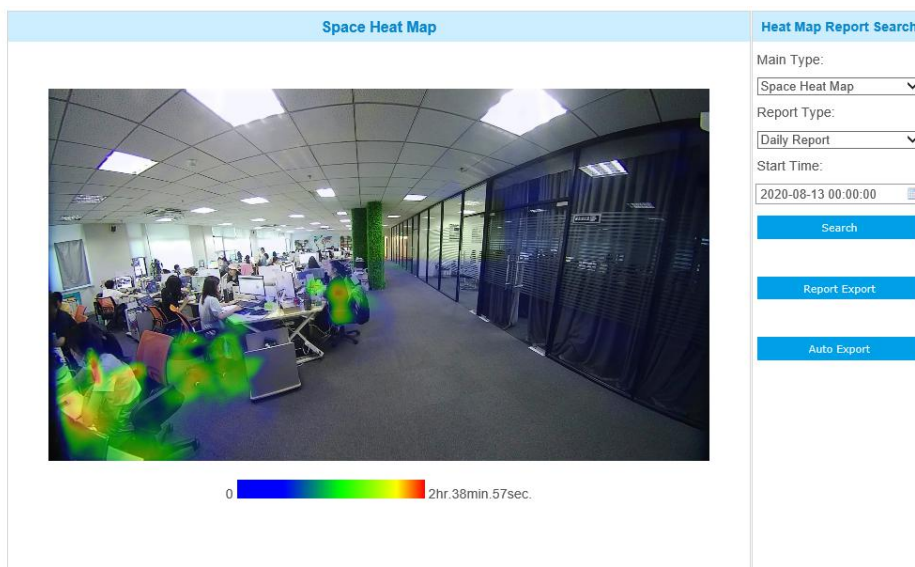 Space Heat Map
0
2hr.38min.57sec.
Heat Map Report Search
Main Type:
Space Heat Map
Report Type:
Daily Report
Start Time:
2020-08-13 00:00:00
Search
Report Export
Auto Export